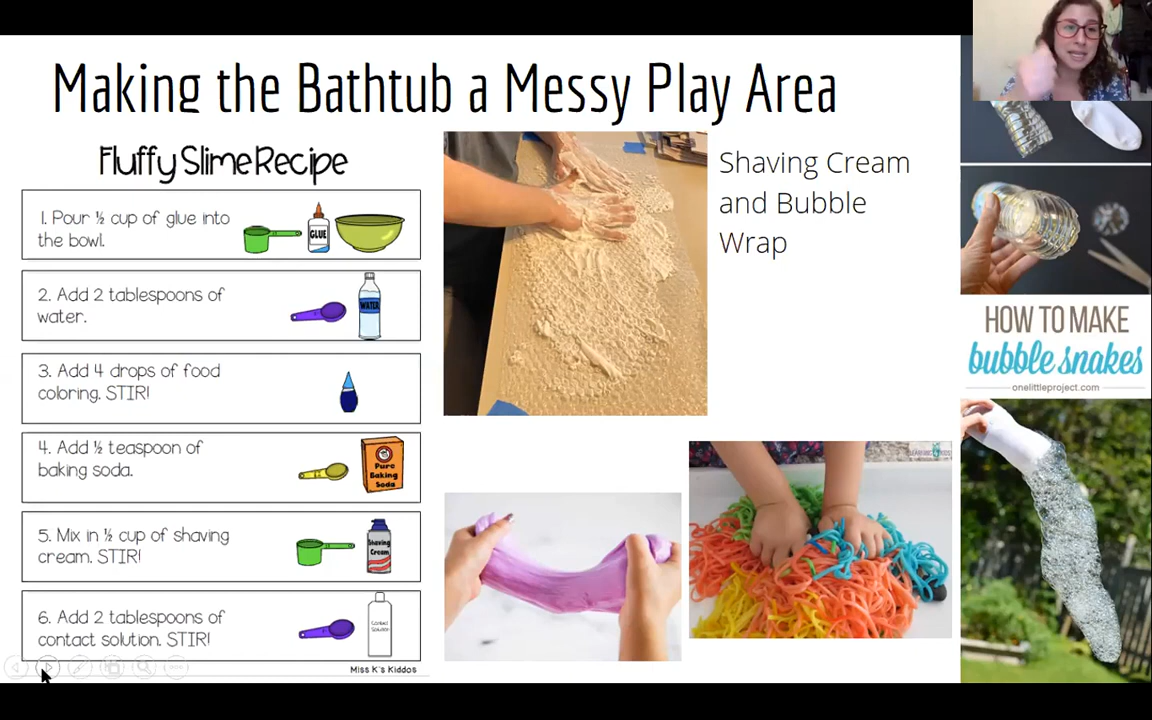 Making the Bathtub a Messy Play Area
Fluffy Slime Recipe
1. Pour ½ cup of glue into
the bowl.
GLUE
2. Add 2 tablespoons of
water.
WATER
3. Add 4 drops of food
coloring. STIR!
4. Add ½ teaspoon of
baking soda.
Pure
Baking
Soda
5. Mix in ½ cup of shaving
cream. STIR!
Shaving
Cream
6. Add 2 tablespoons of
contact solution. STIR!
Contact
Solution
Miss K's Kiddos
Shaving Cream
and Bubble
Wrap
LEARNING 4 KIDS
HOW TO MAKE
bubble snakes
onelittleproject.com